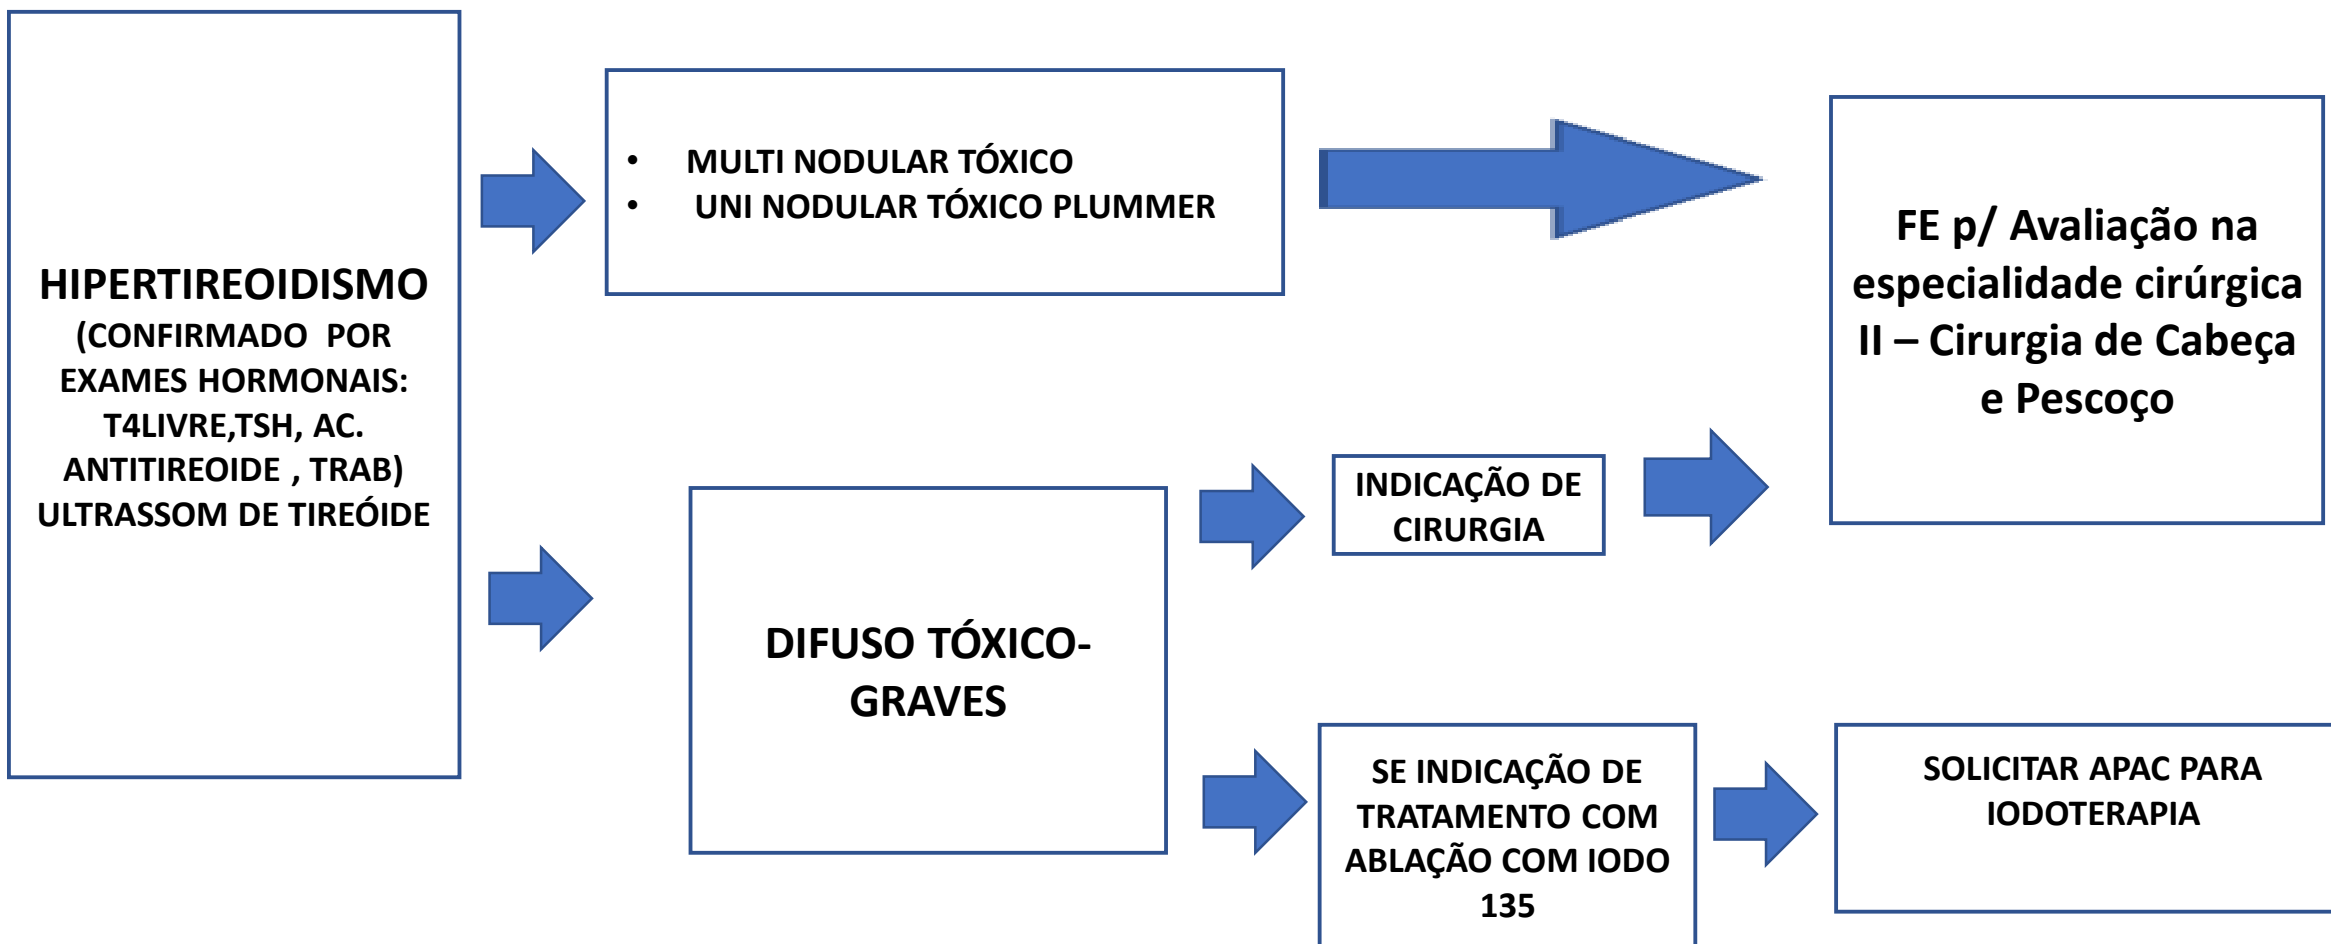 HIPERTIREOIDISMO
(CONFIRMADO POR
EXAMES HORMONAIS:
T4LIVRE,TSH, AC.
ANTITIREOIDE , TRAB)
ULTRASSOM DE TIREÓIDE
• MULTI NODULAR TÓXICO
• UNI NODULAR TÓXICO PLUMMER
FE p/ Avaliação na
especialidade cirúrgica
II – Cirurgia de Cabeça
e Pescoço
DIFUSO TÓXICO-
GRAVES
INDICAÇÃO DE
CIRURGIA
SE INDICAÇÃO DE
TRATAMENTO COM
ABLAÇÃO COM IODO
135
SOLICITAR APAC PARA
IODOTERAPIA